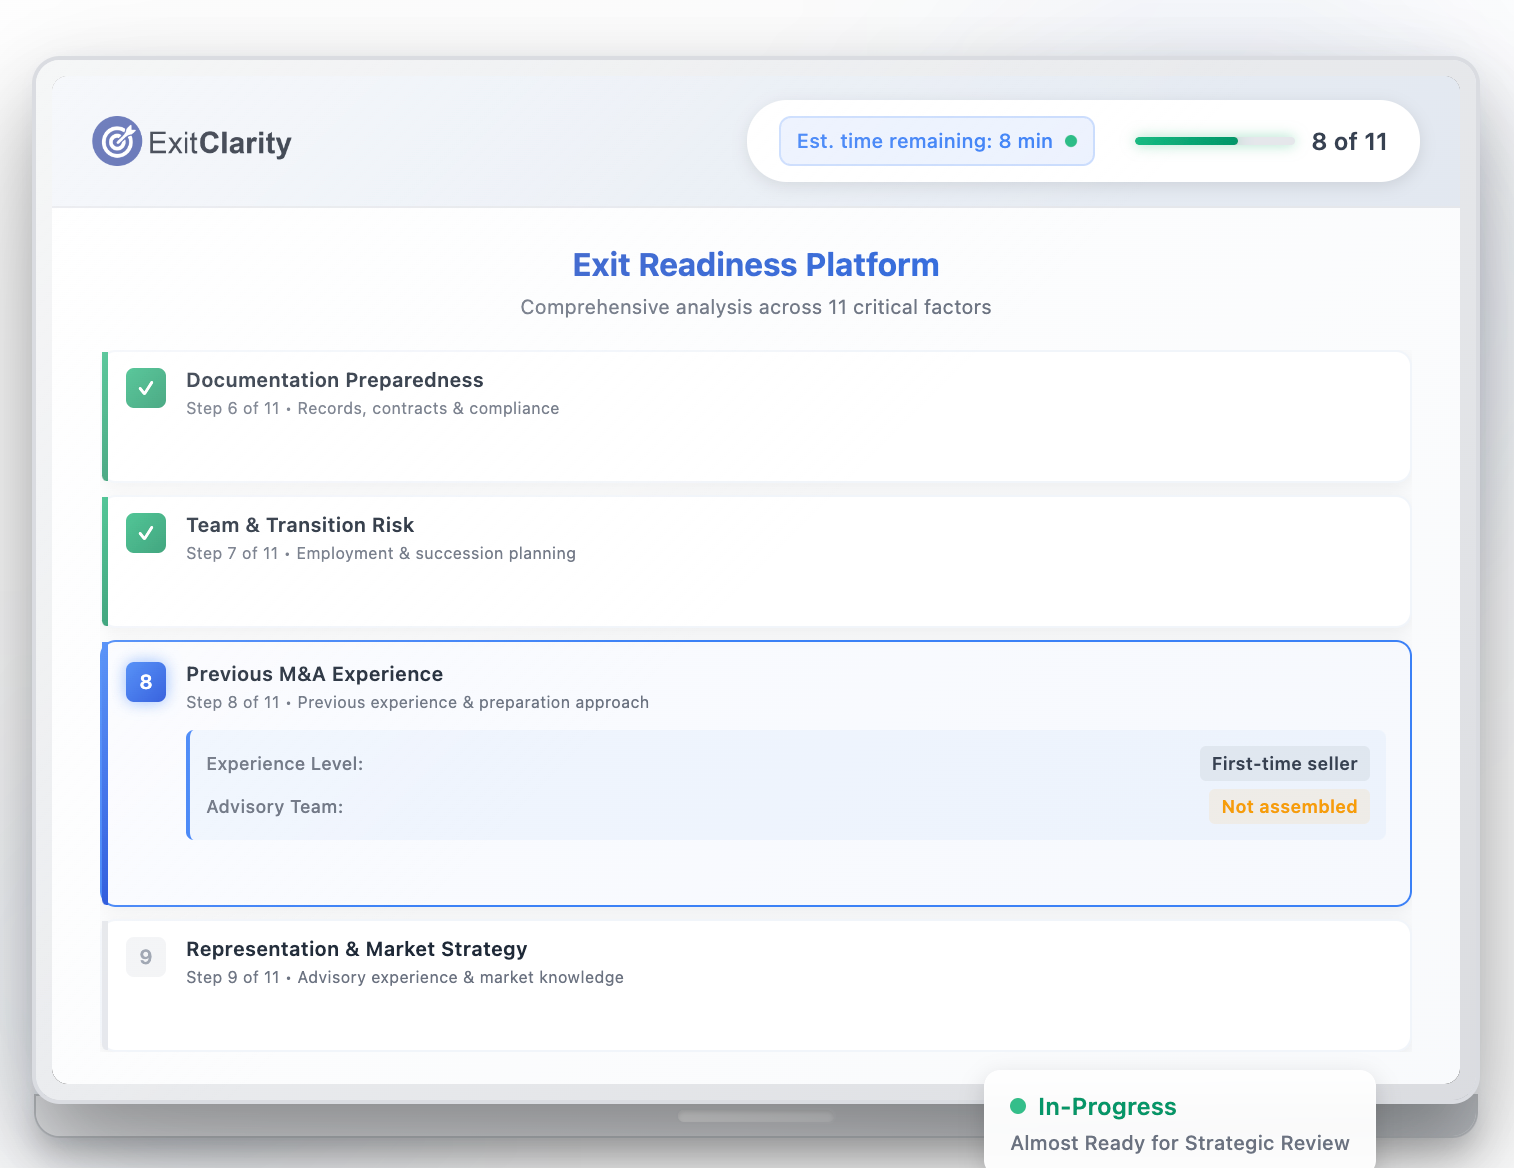 ExitClarity
Est. time remaining: 8 min
8 of 11
Exit Readiness Platform
Comprehensive analysis across 11 critical factors
Documentation Preparedness
Step 6 of 11 • Records, contracts & compliance
Team & Transition Risk
Step 7 of 11 • Employment & succession planning
8
Previous M&A Experience
Step 8 of 11 • Previous experience & preparation approach
Experience Level: First-time seller
Advisory Team: Not assembled
9
Representation & Market Strategy
Step 9 of 11 • Advisory experience & market knowledge
In-Progress
Almost Ready for Strategic Review